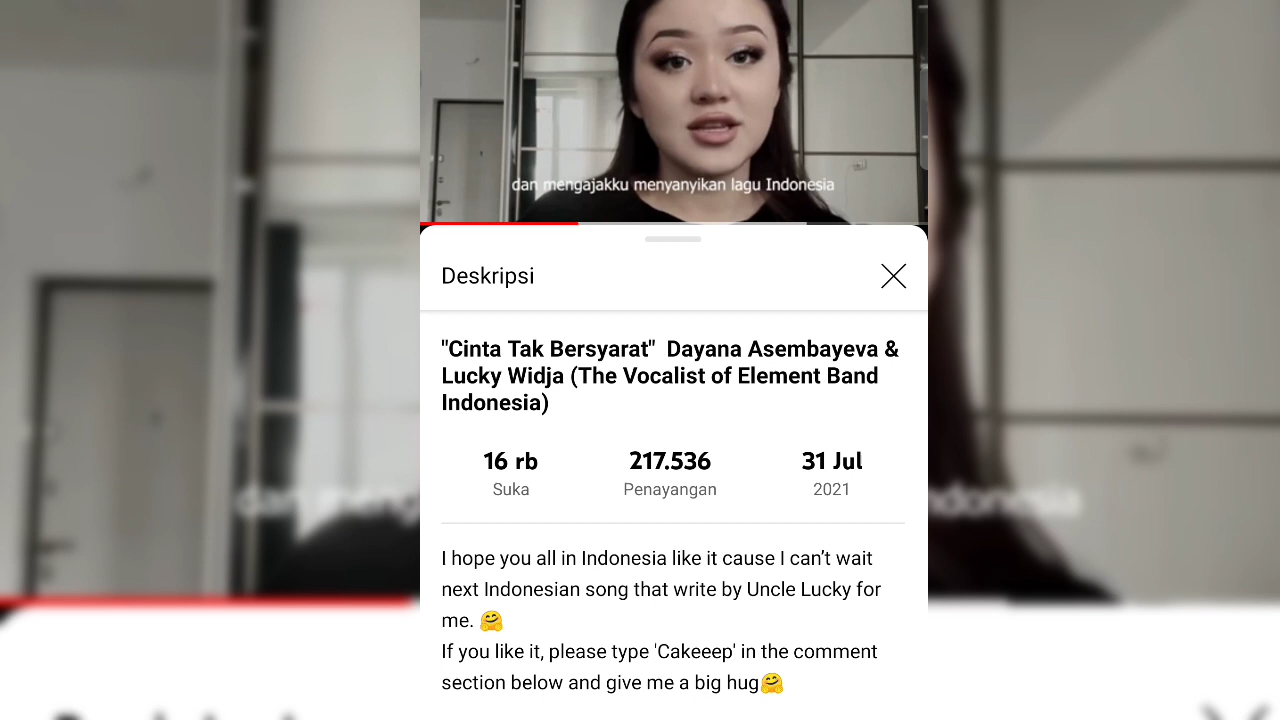 dan mengajakku menyanyikan lagu Indonesia
Deskripsi
"Cinta Tak Bersyarat" Dayana Asembayeva &
Lucky Widja (The Vocalist of Element Band
Indonesia)
16 rb 217.536 31 Jul
Suka Penayangan 2021
I hope you all in Indonesia like it cause I can’t wait
next Indonesian song that write by Uncle Lucky for
me. 🤗
If you like it, please type 'Cakeeep' in the comment
section below and give me a big hug🤗